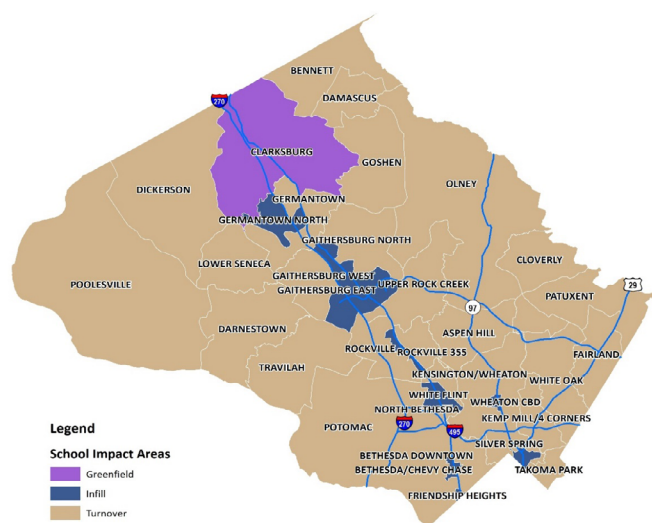 BENNETT
270
DAMASCUS
CLARKSBURG
GOSHEN
DICKERSON
OLNEY
GERMANTOWN
GERMANTOWN NORTH
GAITHERSBURG NORTH
CLOVERLY
LOWER SENECA
GAITHERSBURG WEST
UPPER ROCK CREEK
29
POOLESVILLE
GAITHERSBURG EAST
PATUXENT
97
DARNESTOWN
ASPEN HILL
ROCKVILLE
ROCKVILLE 355
FAIRLAND
TRAVILAH
KENSINGTON/WHEATON
WHITE OAK
WHITE FLINT
WHEATON CBD
NORTH BETHESDA
KEMP MILL/4 CORNERS
POTOMAC
270
495
SILVER SPRING
BETHESDA DOWNTOWN
BETHESDA/CHEVY CHASE
TAKOMA PARK
FRIENDSHIP HEIGHTS
Legend
School Impact Areas
Greenfield
Infill
Turnover